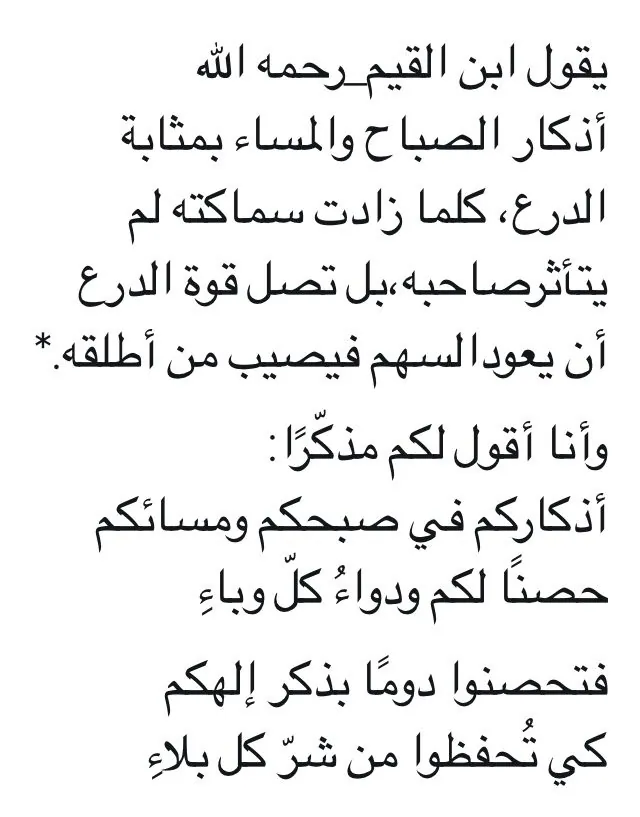 يقول ابن القيم_رحمه الله
أذكار الصباح والمساء بمثابة
الدرع، كلما زادت سماكته لم
يتأثرصاحبه،بل تصل قوة الدرع
أن يعودالسهم فيصيب من أطلقه.*
وأنا أقول لكم مذكّرًا:
أذكاركم في صبحكم ومسائكم
حصنًا لكم ودواءُ كلّ وباءِ
فتحصنوا دومًا بذكر إلهكم
كي تُحفظوا من شرّ كل بلاءِ